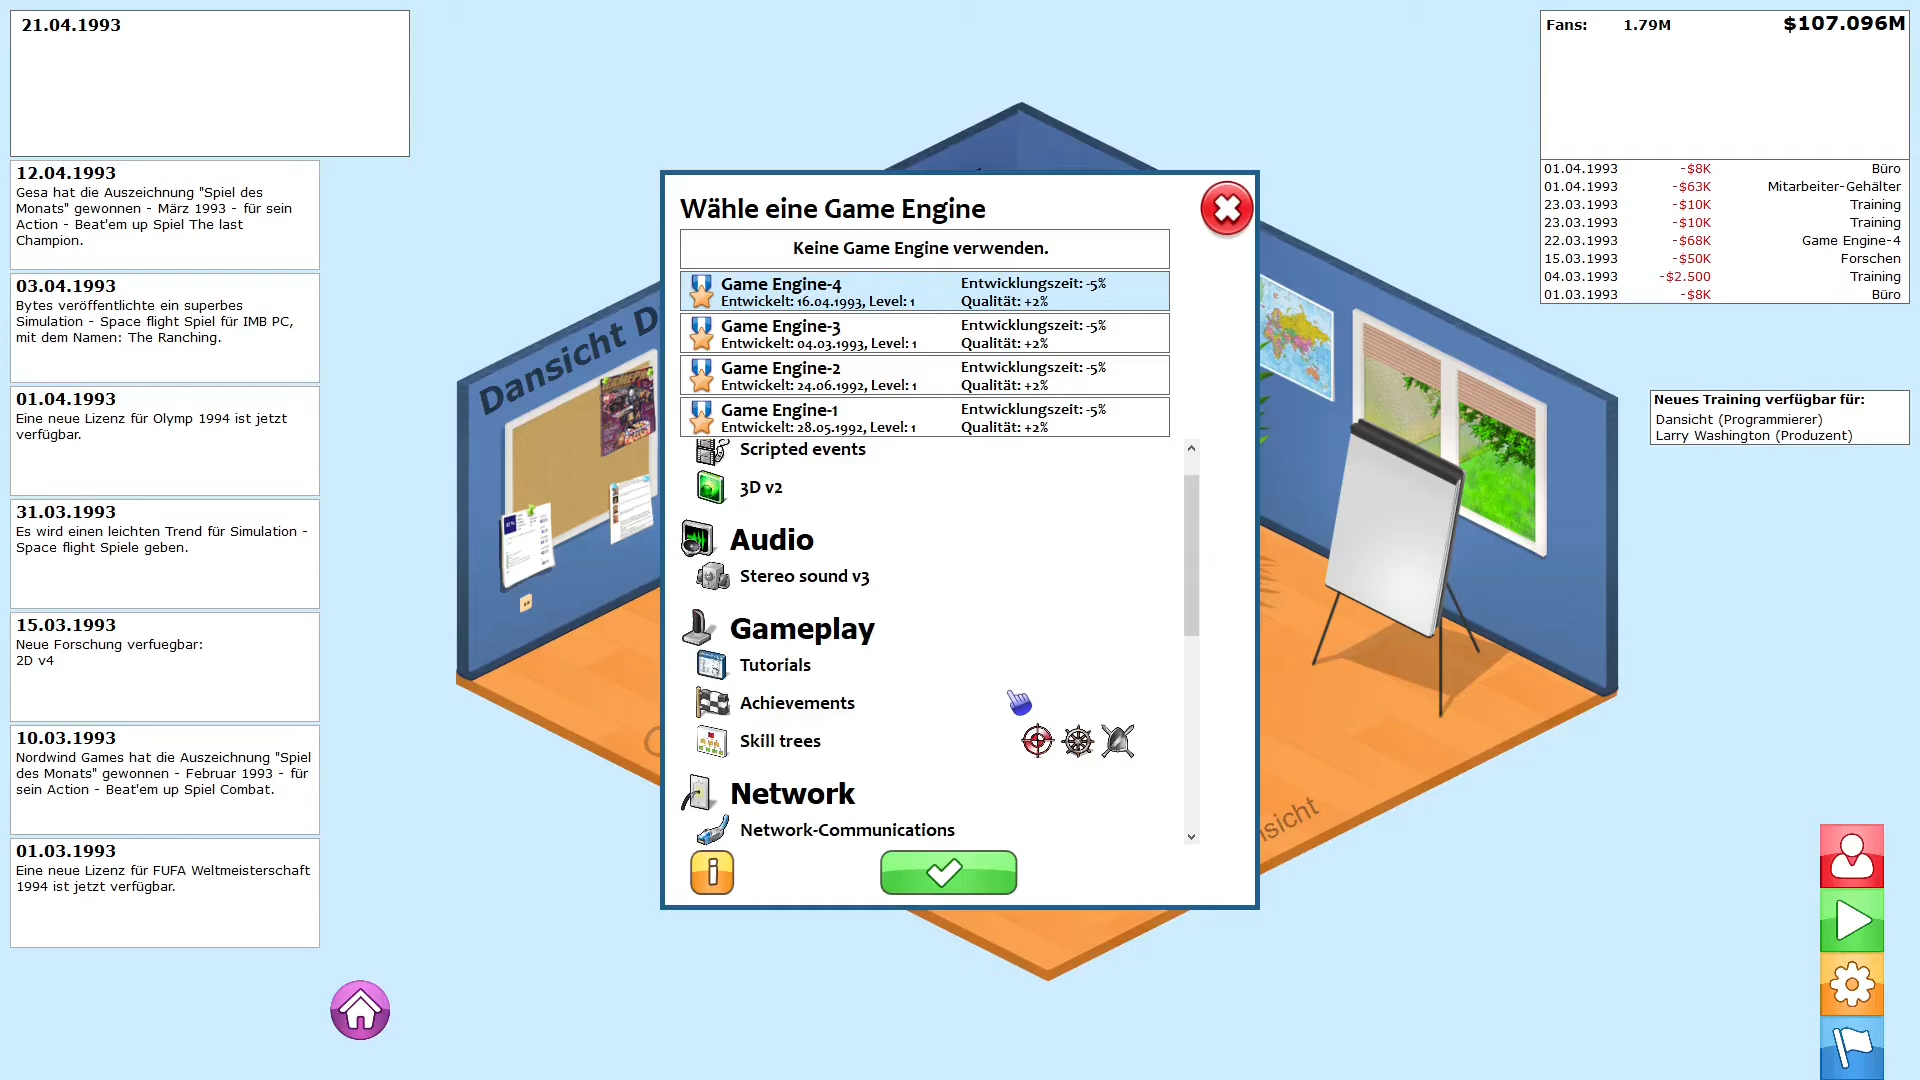 21.04.1993
12.04.1993
Gesa hat die Auszeichnung "Spiel des
Monats" gewonnen - März 1993 - für sein
Action - Beat'em up Spiel The last
Champion.
03.04.1993
Bytes veröffentlichte ein superbes
Simulation - Space flight Spiel für IMB PC,
mit dem Namen: The Ranching.
01.04.1993
Eine neue Lizenz für Olymp 1994 ist jetzt
verfügbar.
31.03.1993
Es wird einen leichten Trend für Simulation -
Space flight Spiele geben.
15.03.1993
Neue Forschung verfuegbar:
2D v4
10.03.1993
Nordwind Games hat die Auszeichnung "Spiel
des Monats" gewonnen - Februar 1993 - für
sein Action - Beat'em up Spiel Combat.
01.03.1993
Eine neue Lizenz für FUFA Weltmeisterschaft
1994 ist jetzt verfügbar.
Dansicht D
Wähle eine Game Engine
Keine Game Engine verwenden.
Game Engine-4 Entwicklungszeit: -5%
Entwickelt: 16.04.1993, Level: 1 Qualität: +2%
Game Engine-3 Entwicklungszeit: -5%
Entwickelt: 04.03.1993, Level: 1 Qualität: +2%
Game Engine-2 Entwicklungszeit: -5%
Entwickelt: 24.06.1992, Level: 1 Qualität: +2%
Game Engine-1 Entwicklungszeit: -5%
Entwickelt: 28.05.1992, Level: 1 Qualität: +2%
Scripted events
3D v2
Audio
Stereo sound v3
Gameplay
Tutorials
Achievements
Skill trees
Network
Network-Communications
sicht
Fans: 1.79M $107.096M
01.04.1993 -$8K Büro
01.04.1993 -$63K Mitarbeiter-Gehälter
23.03.1993 -$10K Training
23.03.1993 -$10K Training
22.03.1993 -$68K Game Engine-4
15.03.1993 -$50K Forschen
04.03.1993 -$2.500 Training
01.03.1993 -$8K Büro
Neues Training verfügbar für:
Dansicht (Programmierer)
Larry Washington (Produzent)